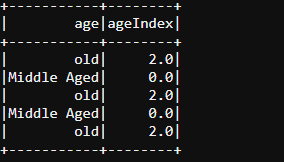 +-----------+--------+
|        age|ageIndex|
+-----------+--------+
|        old|     2.0|
|Middle Aged|     0.0|
|        old|     2.0|
|Middle Aged|     0.0|
|        old|     2.0|
+-----------+--------+